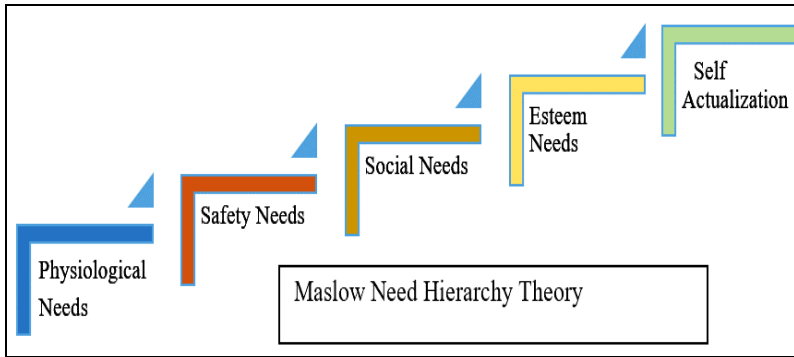 Physiological
Needs
Safety Needs
Social Needs
Esteem
Needs
Self
Actualization
Maslow Need Hierarchy Theory